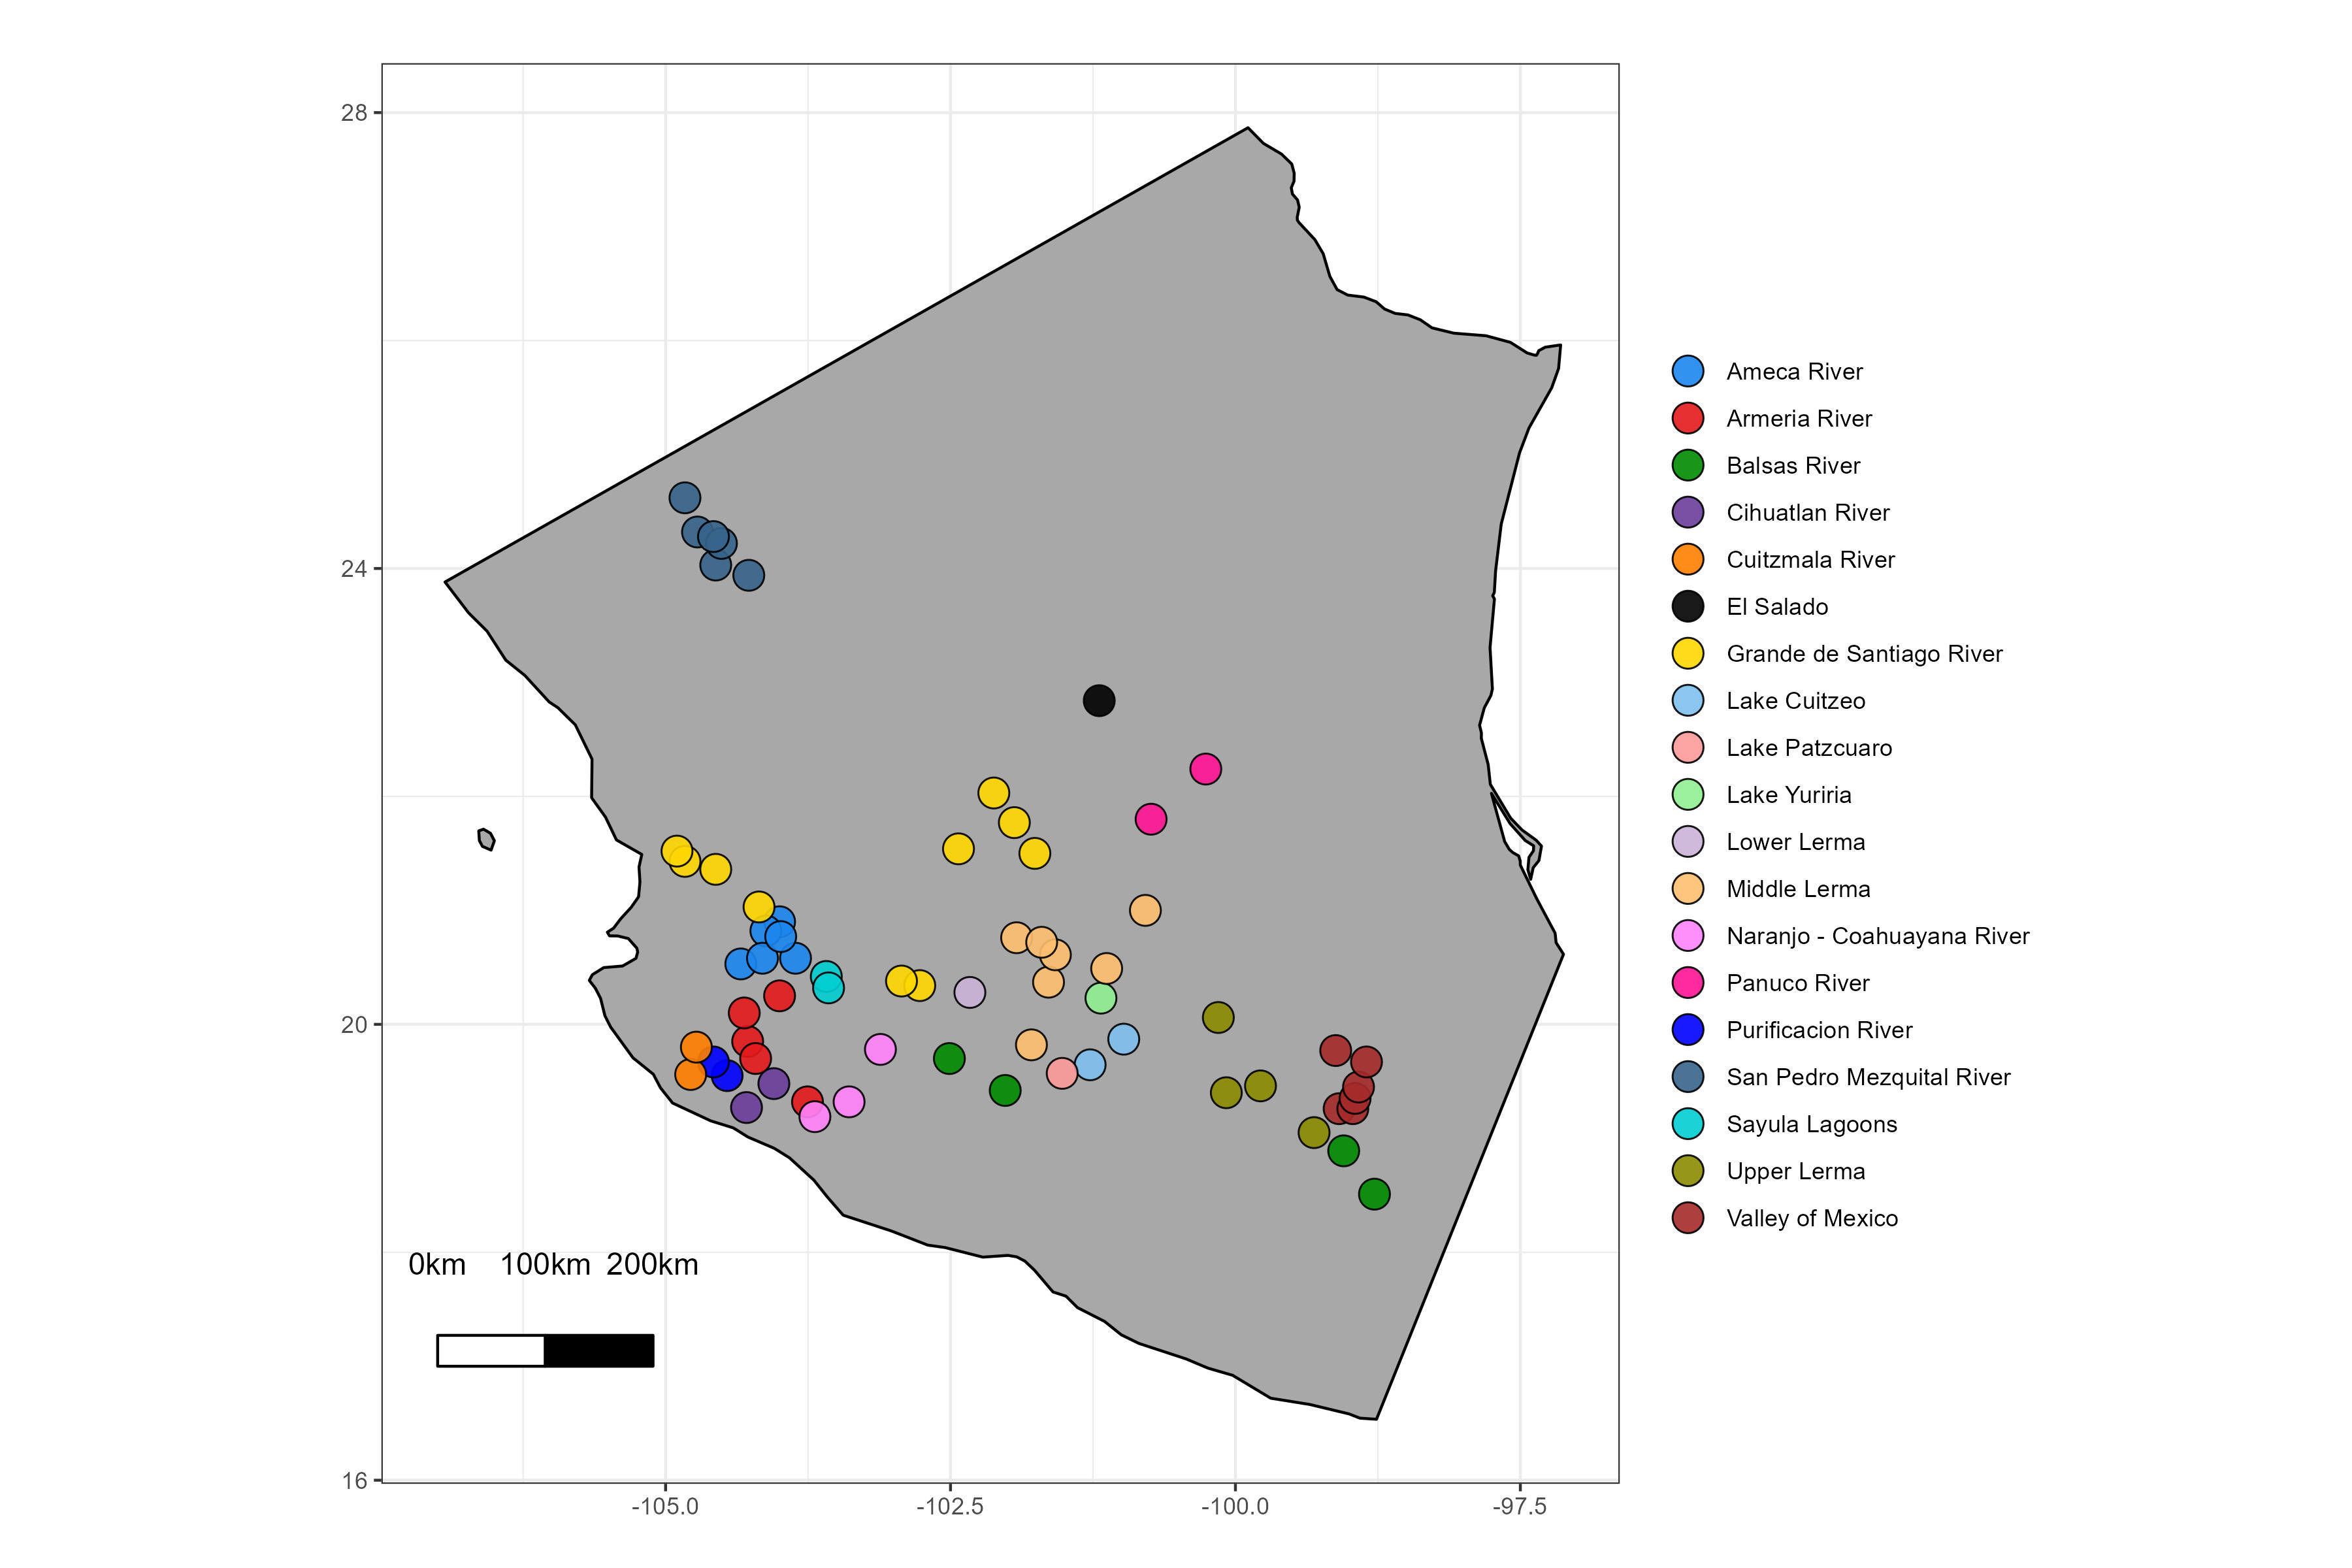 28
24
20
16
-105.0
-102.5
-100.0
-97.5
0km 100km 200km
Ameca River
Armeria River
Balsas River
Cihuatlan River
Cuitzmala River
El Salado
Grande de Santiago River
Lake Cuitzeo
Lake Patzcuaro
Lake Yuriria
Lower Lerma
Middle Lerma
Naranjo - Coahuayana River
Panuco River
Purificacion River
San Pedro Mezquital River
Sayula Lagoons
Upper Lerma
Valley of Mexico